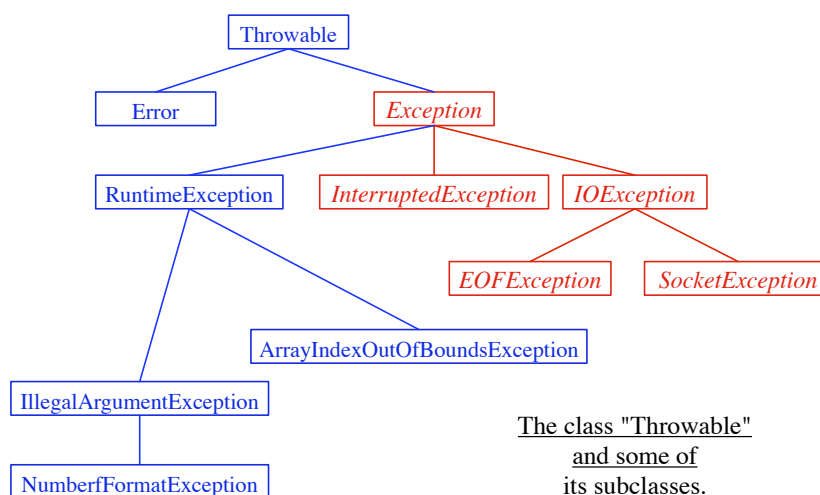 Throwable
Error
Exception
RuntimeException
InterruptedException
IOException
EOFException
SocketException
ArrayIndexOutOfBoundsException
IllegalArgumentException
NumberfFormatException
The class "Throwable"
and some of
its subclasses.